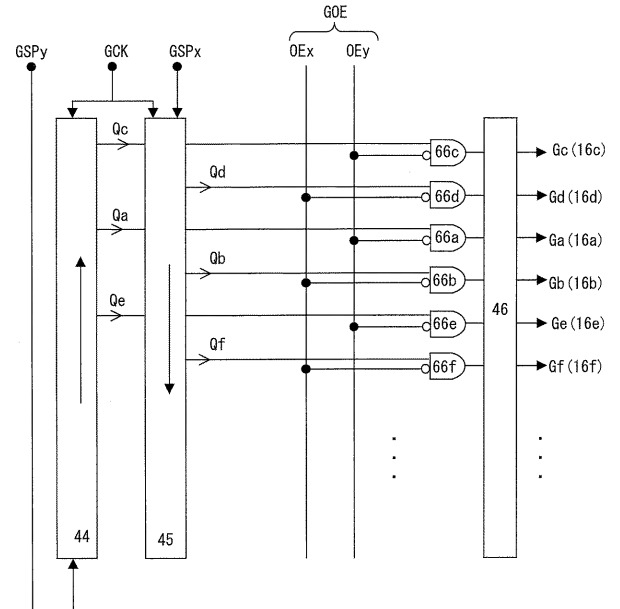 GOE
GSPy GCK GSPx OEx OEy
Qc 66c Gc(16c)
Qd 66d Gd(16d)
Qa 66a Ga(16a)
Qb 66b Gb(16b)
46
Qe 66e Ge(16e)
Qf 66f Gf(16f)
44 45